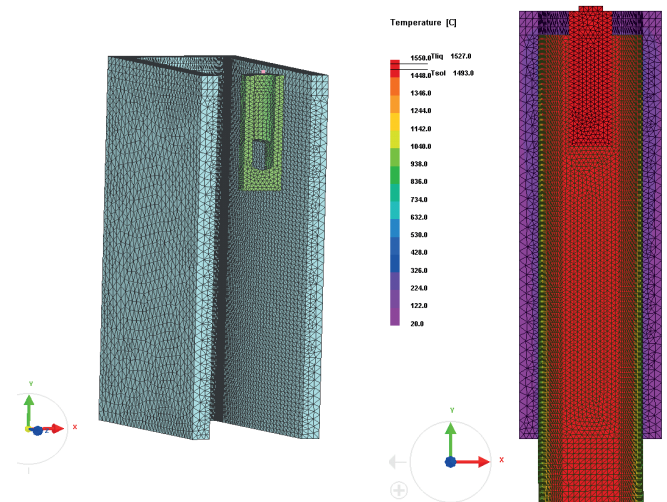 Temperature [C]
1550.0 Tliq 1527.0
1448.0 Tsol 1493.0
1346.0
1244.0
1142.0
1040.0
938.0
836.0
734.0
632.0
530.0
428.0
326.0
224.0
122.0
20.0
Y
X
Z
Y
X